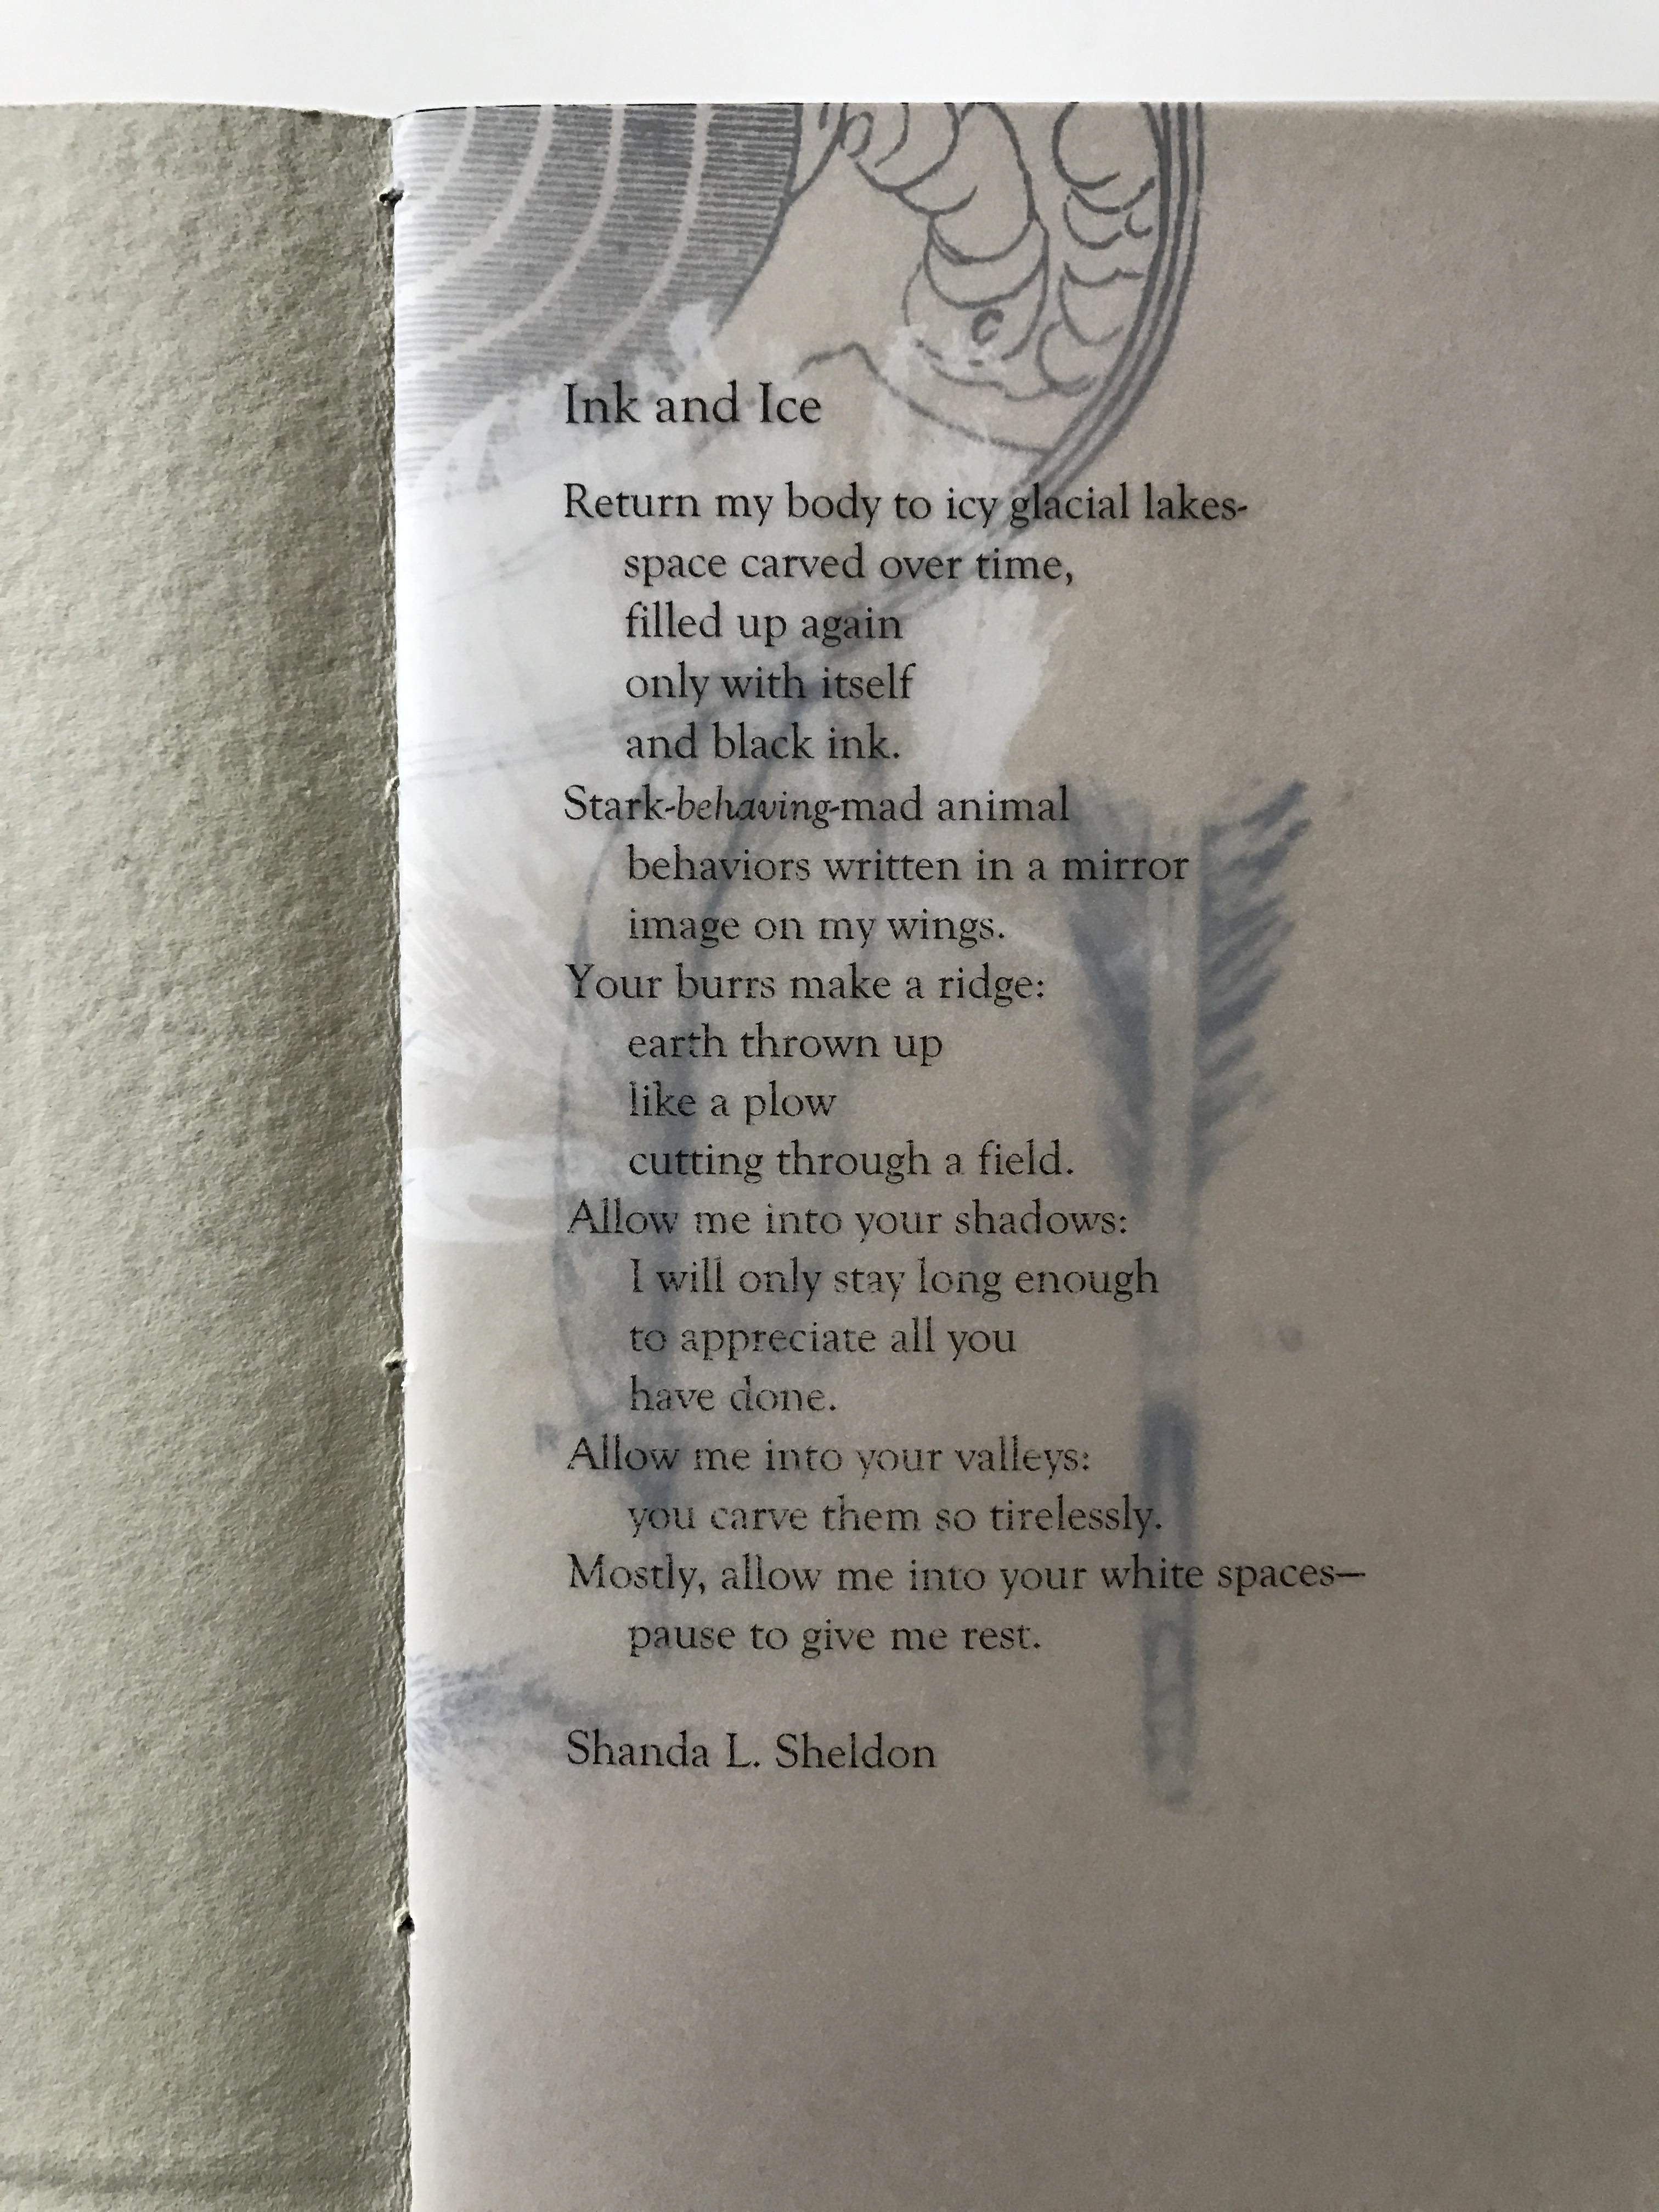 Ink and Ice
Return my body to icy glacial lakes-
space carved over time,
filled up again
only with itself
and black ink.
Stark-behaving-mad animal
behaviors written in a mirror
image on my wings.
Your burrs make a ridge:
earth thrown up
like a plow
cutting through a field.
Allow me into your shadows:
I will only stay long enough
to appreciate all you
have done.
Allow me into your valleys:
you carve them so tirelessly.
Mostly, allow me into your white spaces—
pause to give me rest.
Shanda L. Sheldon